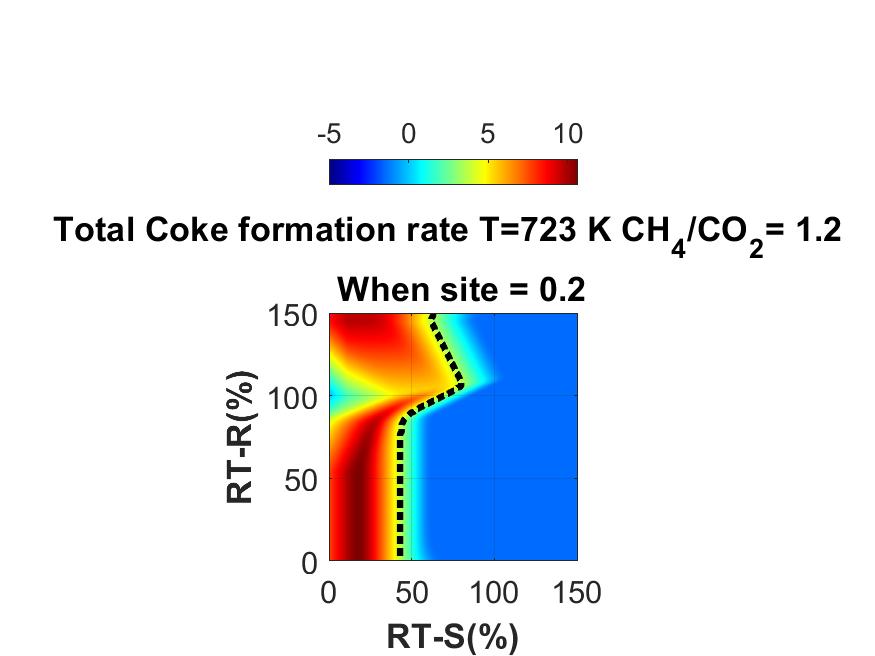 -5 0 5 10
Total Coke formation rate T=723 K CH₄/CO₂= 1.2
When site = 0.2
150
100
50
0
RT-R(%)
0 50 100 150
RT-S(%)